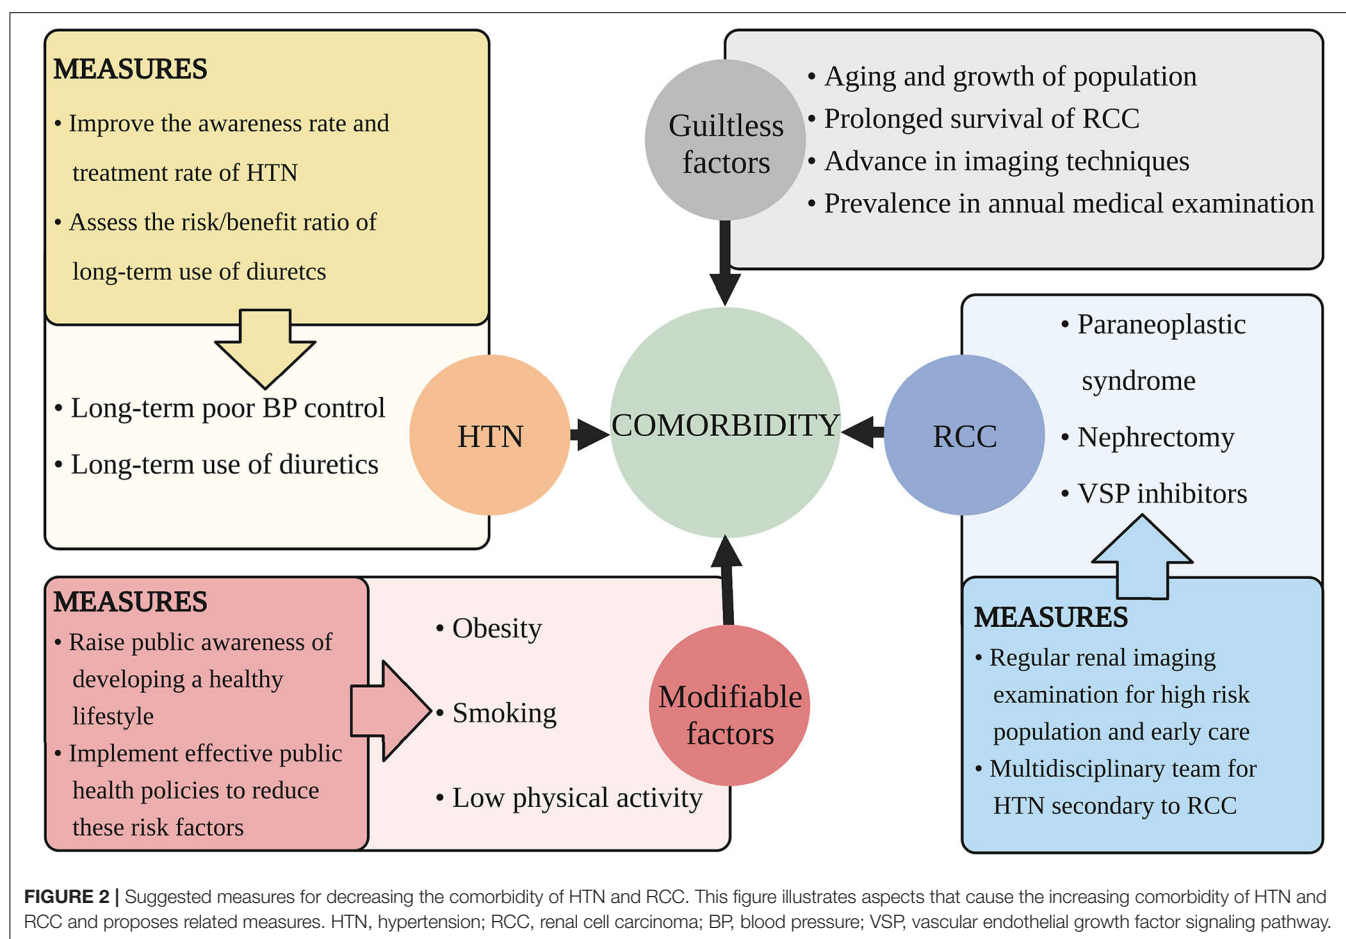 MEASURES
• Improve the awareness rate and
treatment rate of HTN
• Assess the risk/benefit ratio of
long-term use of diuretcs
• Long-term poor BP control
• Long-term use of diuretics
HTN
Guiltless
factors
• Aging and growth of population
• Prolonged survival of RCC
• Advance in imaging techniques
• Prevalence in annual medical examination
COMORBIDITY
RCC
• Paraneoplastic
syndrome
• Nephrectomy
• VSP inhibitors
MEASURES
• Regular renal imaging
examination for high risk
population and early care
• Multidisciplinary team for
HTN secondary to RCC
MEASURES
• Raise public awareness of
developing a healthy
lifestyle
• Implement effective public
health policies to reduce
these risk factors
• Obesity
• Smoking
• Low physical activity
Modifiable
factors
FIGURE 2 | Suggested measures for decreasing the comorbidity of HTN and RCC. This figure illustrates aspects that cause the increasing comorbidity of HTN and
RCC and proposes related measures. HTN, hypertension; RCC, renal cell carcinoma; BP, blood pressure; VSP, vascular endothelial growth factor signaling pathway.